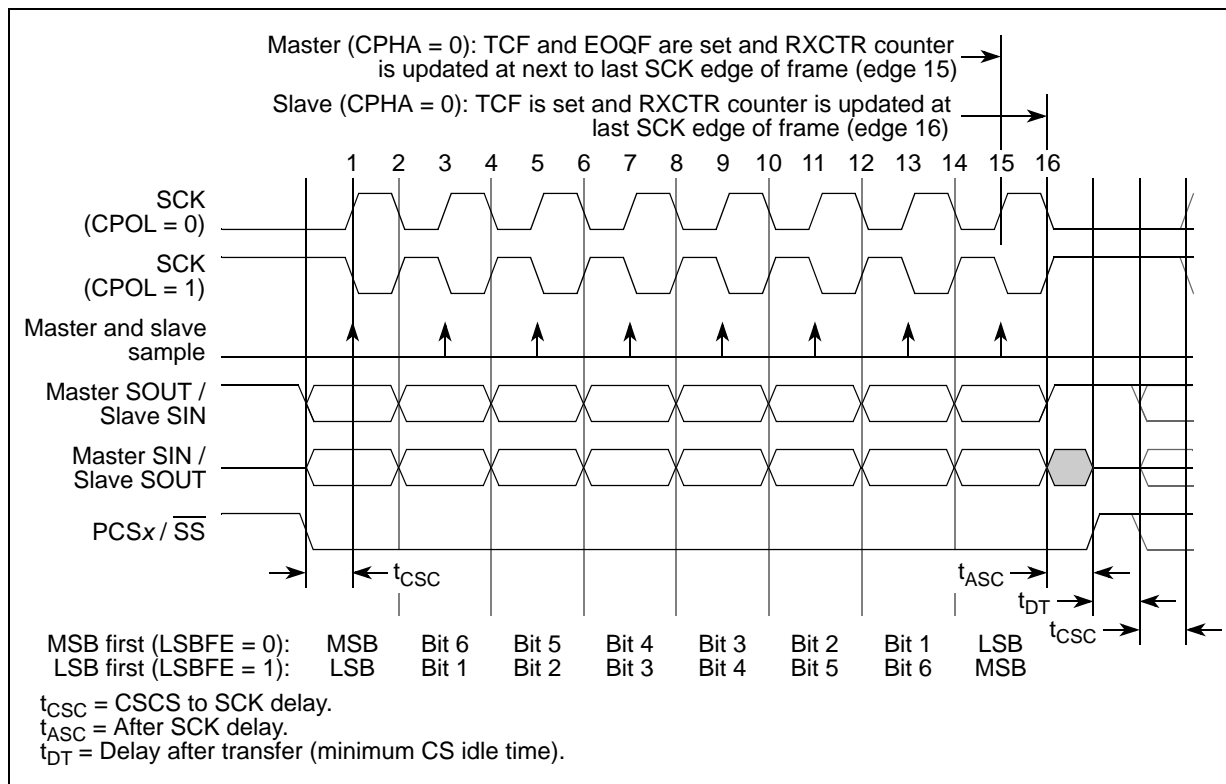 Master (CPHA = 0): TCF and EOQF are set and RXCTR counter
is updated at next to last SCK edge of frame (edge 15)
Slave (CPHA = 0): TCF is set and RXCTR counter is updated at
last SCK edge of frame (edge 16)
1 2 3 4 5 6 7 8 9 10 11 12 13 14 15 16
SCK
(CPOL = 0)
SCK
(CPOL = 1)
Master and slave
sample
Master SOUT /
Slave SIN
Master SIN /
Slave SOUT
PCSx / SS
tCSC
tASC
tDT
tCSC
MSB first (LSBFE = 0): MSB Bit 6 Bit 5 Bit 4 Bit 3 Bit 2 Bit 1 LSB
LSB first (LSBFE = 1): LSB Bit 1 Bit 2 Bit 3 Bit 4 Bit 5 Bit 6 MSB
tCSC = CSCS to SCK delay.
tASC = After SCK delay.
tDT = Delay after transfer (minimum CS idle time).